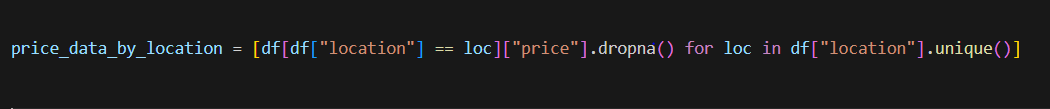 price_data_by_location = [df[df["location"] == loc]["price"].dropna() for loc in df["location"].unique()]